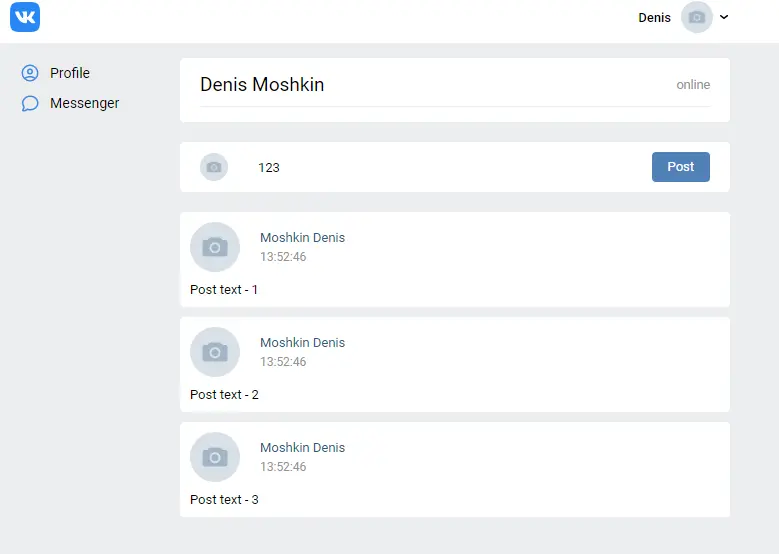 VK
Denis
Profile
Messenger
Denis Moshkin
online
123
Post
Moshkin Denis
13:52:46
Post text - 1
Moshkin Denis
13:52:46
Post text - 2
Moshkin Denis
13:52:46
Post text - 3